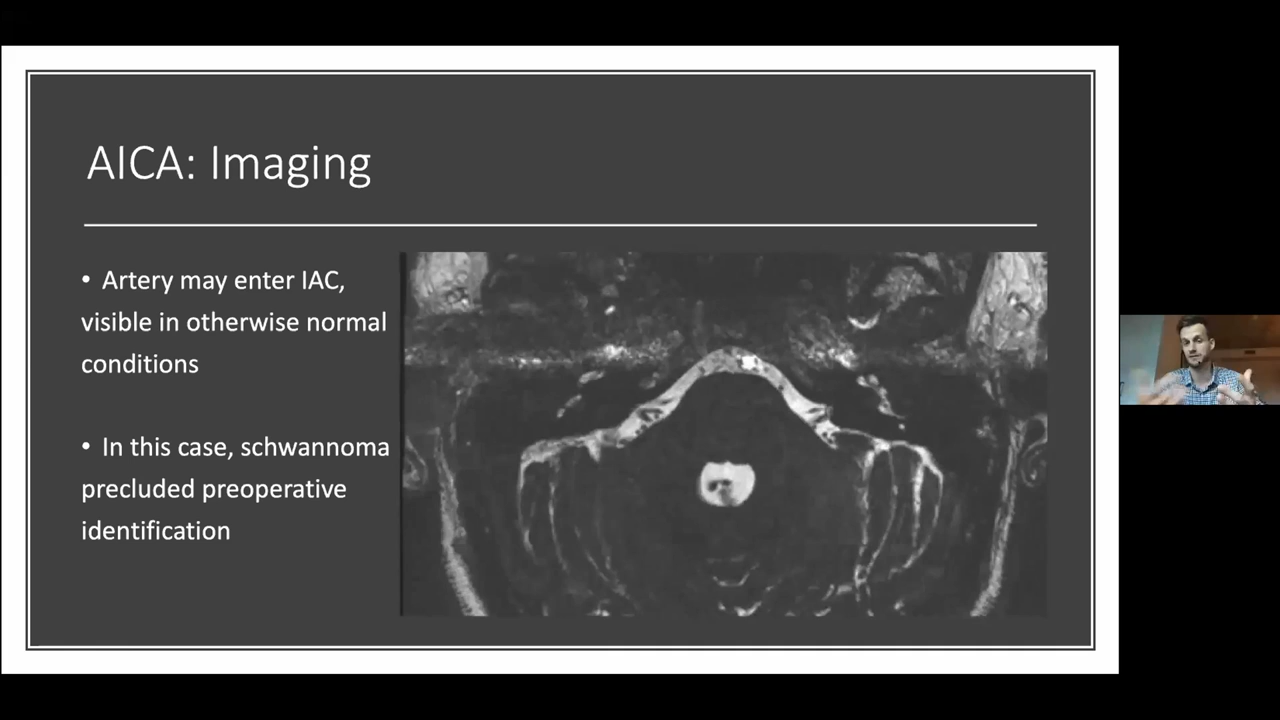 AICA: Imaging
• Artery may enter IAC,
visible in otherwise normal
conditions
• In this case, schwannoma
precluded preoperative
identification